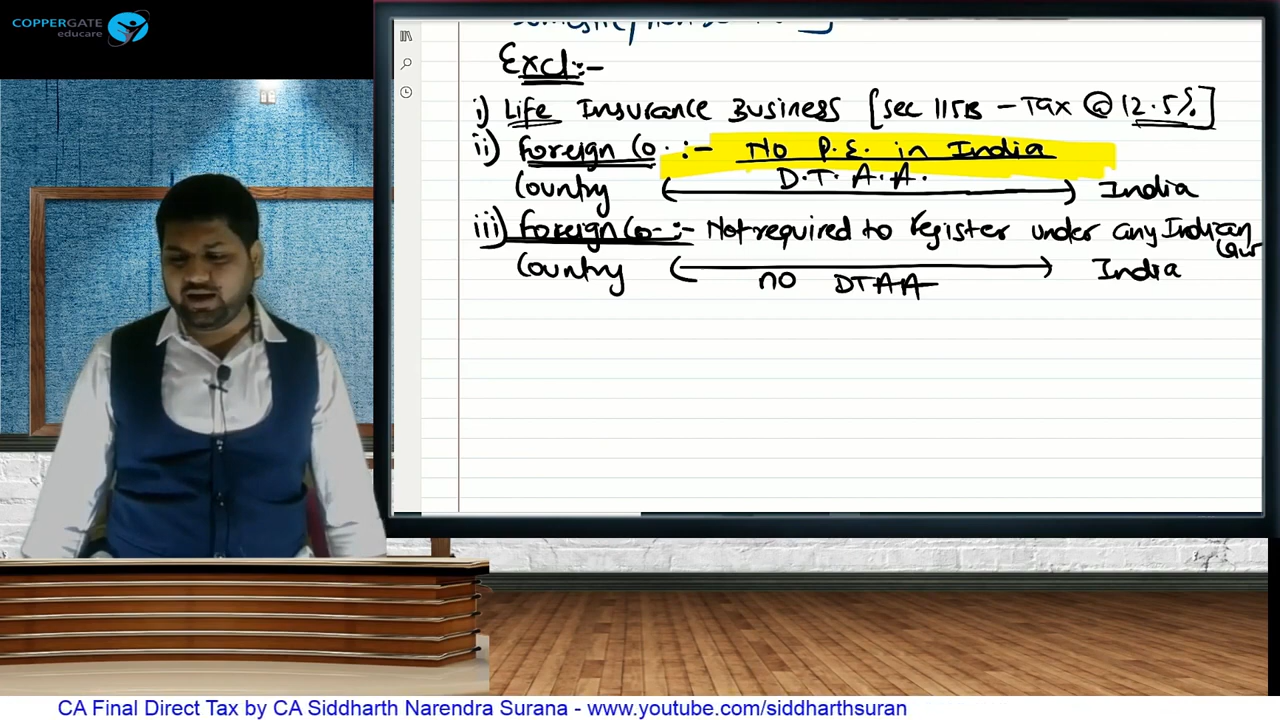 COPPERGATE
educare
Excl:-
i) Life Insurance Business [Sec 115B - Tax @ 12.5%]
ii) Foreign Co. :- No P.E. in India
Country D.T.A.A. India
iii) Foreign Co- :- Not required to register under any Indian Law
Country no DTAA India
CA Final Direct Tax by CA Siddharth Narendra Surana - www.youtube.com/siddharthsuran